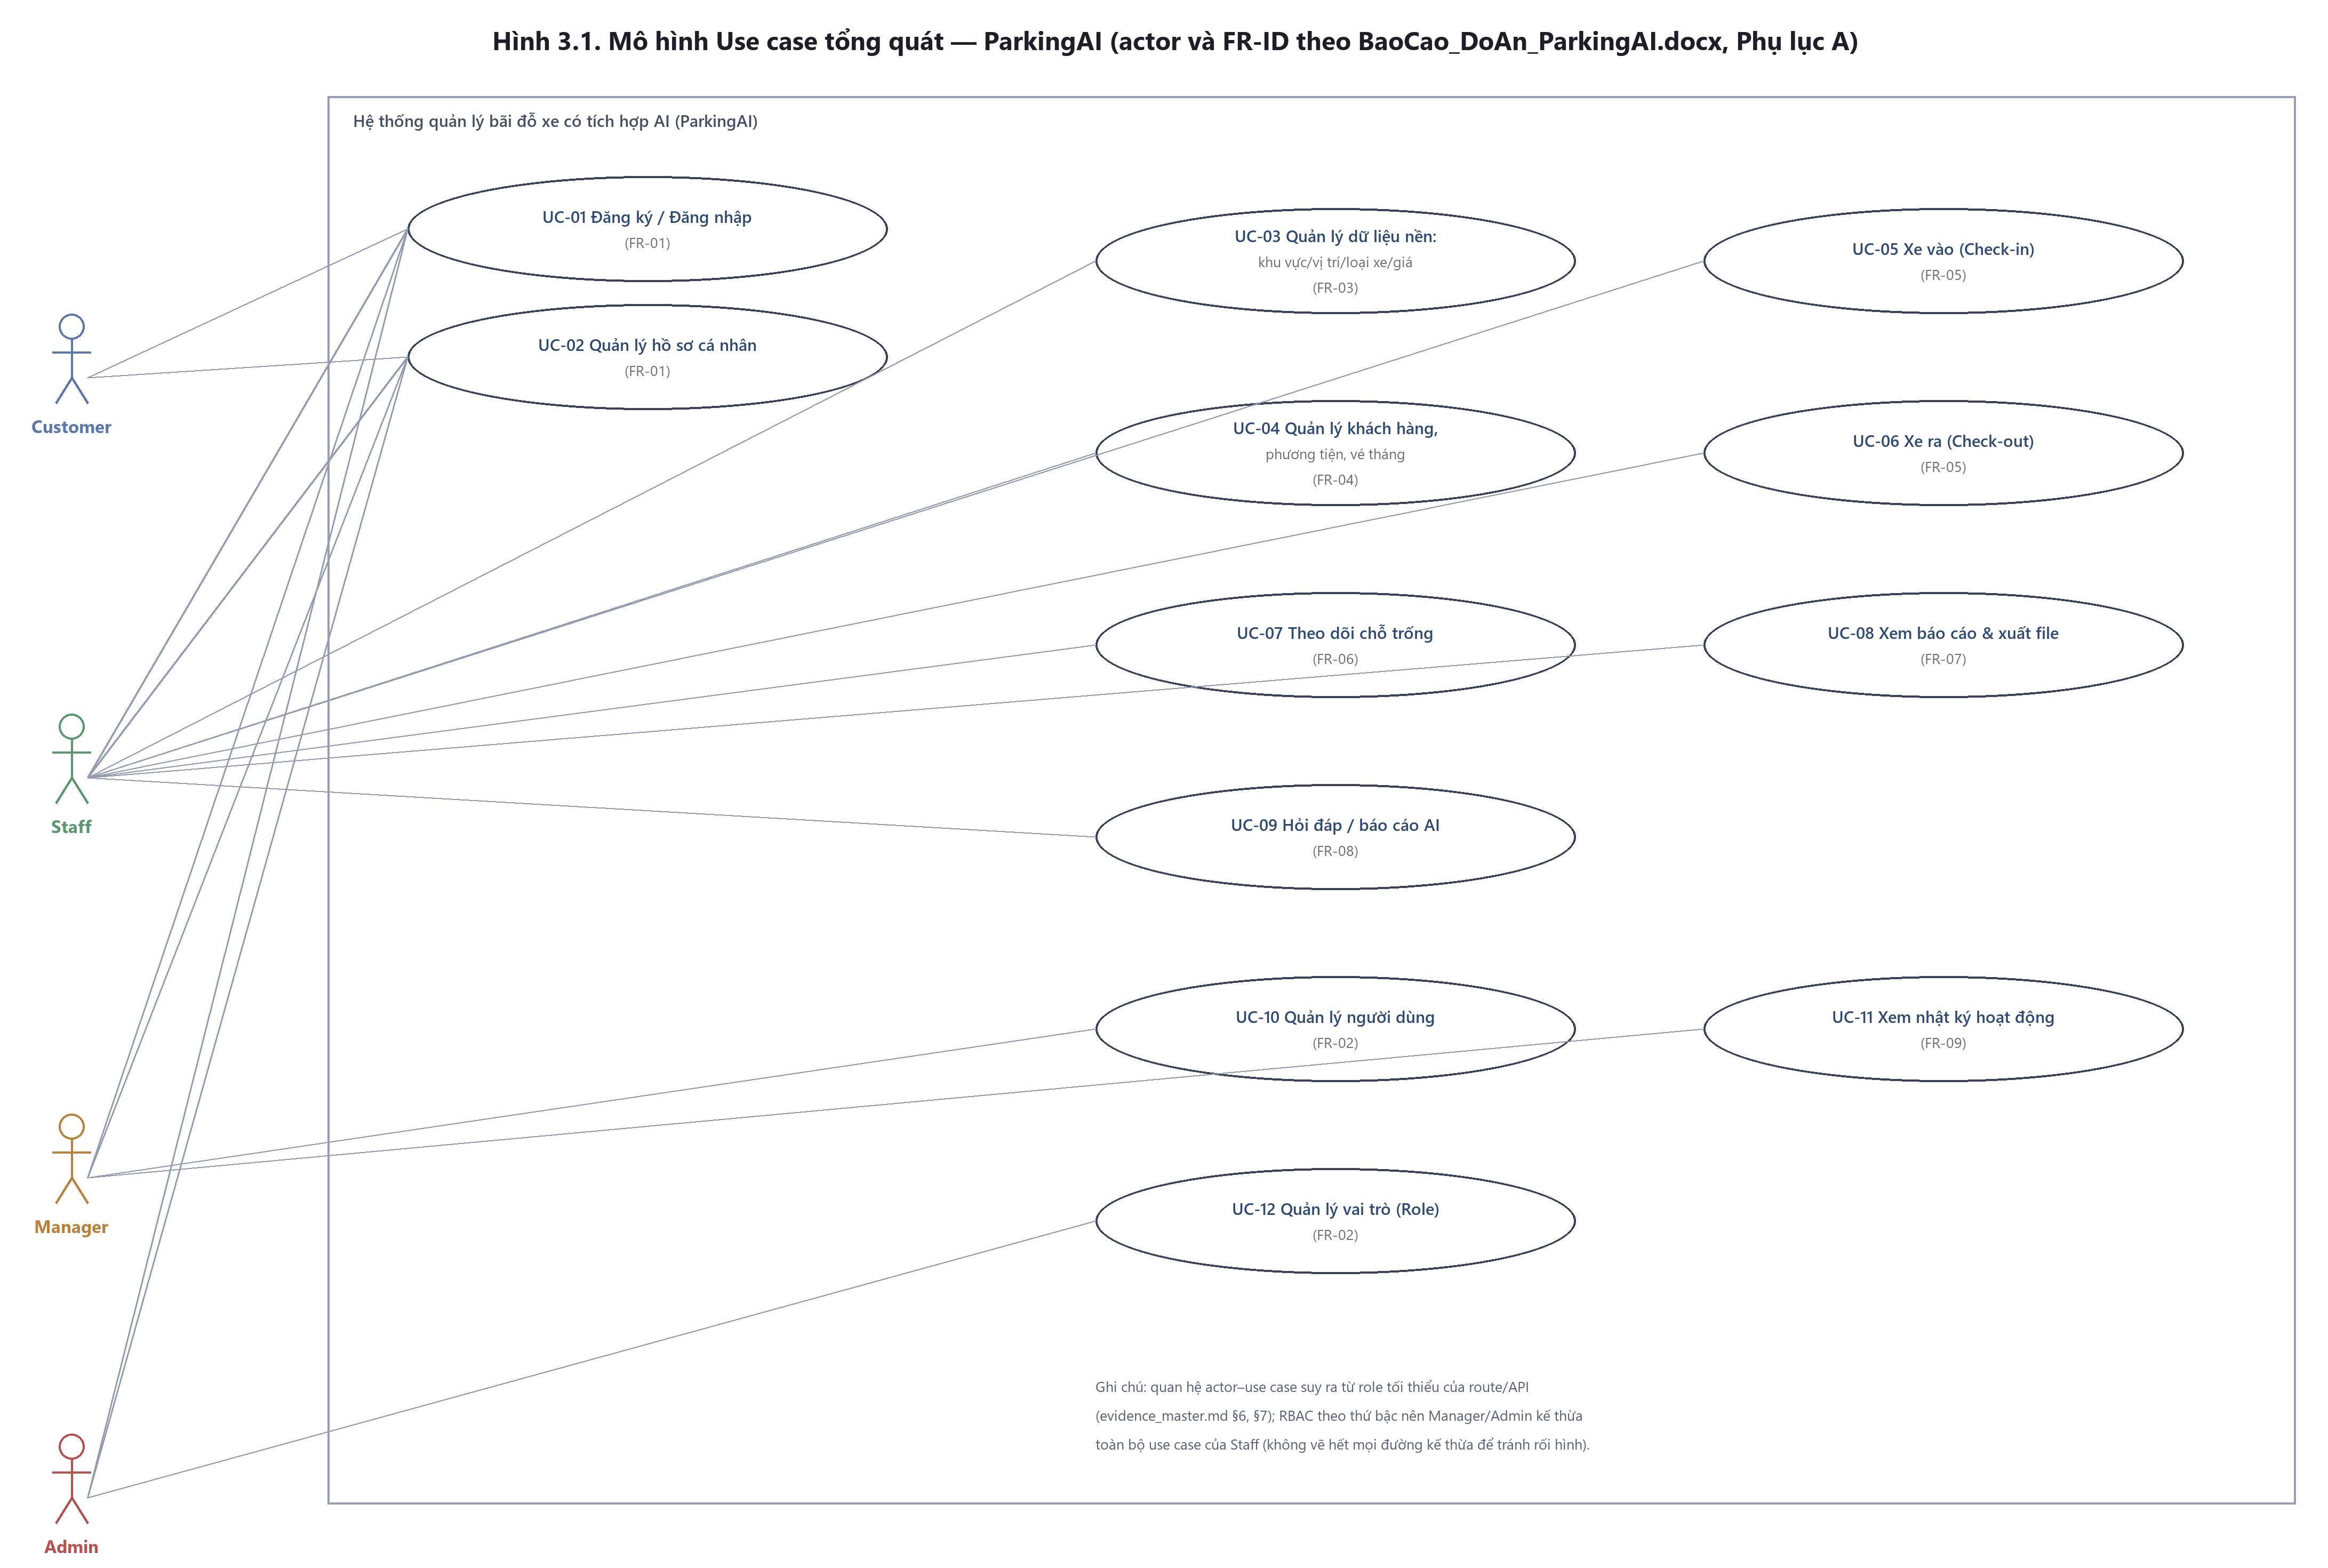 Hình 3.1. Mô hình Use case tổng quát — ParkingAI (actor và FR-ID theo BaoCao_DoAn_ParkingAI.docx, Phụ lục A)
Hệ thống quản lý bãi đỗ xe có tích hợp AI (ParkingAI)
UC-01 Đăng ký / Đăng nhập
(FR-01)
UC-02 Quản lý hồ sơ cá nhân
(FR-01)
UC-03 Quản lý dữ liệu nền:
khu vực/vị trí/loại xe/giá
(FR-03)
UC-05 Xe vào (Check-in)
(FR-05)
Customer
UC-04 Quản lý khách hàng,
phương tiện, vé tháng
(FR-04)
UC-06 Xe ra (Check-out)
(FR-05)
UC-07 Theo dõi chỗ trống
(FR-06)
UC-08 Xem báo cáo & xuất file
(FR-07)
Staff
UC-09 Hỏi đáp / báo cáo AI
(FR-08)
UC-10 Quản lý người dùng
(FR-02)
UC-11 Xem nhật ký hoạt động
(FR-09)
Manager
UC-12 Quản lý vai trò (Role)
(FR-02)
Ghi chú: quan hệ actor–use case suy ra từ role tối thiểu của route/API
(evidence_master.md §6, §7); RBAC theo thứ bậc nên Manager/Admin kế thừa
toàn bộ use case của Staff (không vẽ hết mọi đường kế thừa để tránh rối hình).
Admin